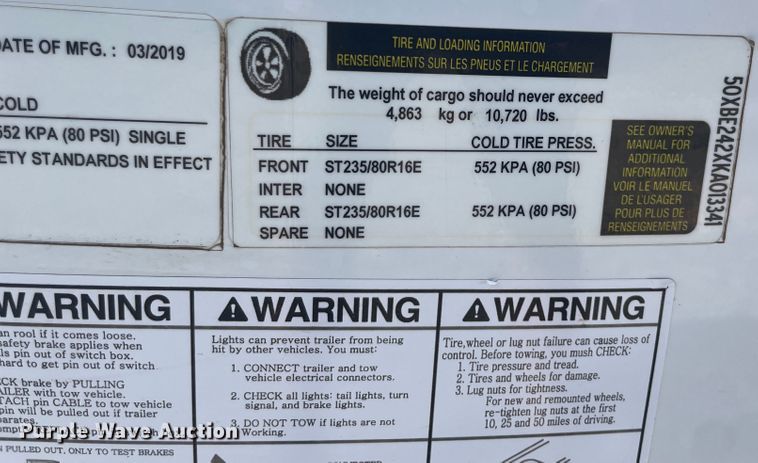 DATE OF MFG. : 03/2019
COLD
552 KPA (80 PSI) SINGLE
ETY STANDARDS IN EFFECT
TIRE AND LOADING INFORMATION
RENSEIGNEMENTS SUR LES PNEUS ET LE CHARGEMENT
The weight of cargo should never exceed
4,863 kg or 10,720 lbs.
TIRE SIZE COLD TIRE PRESS.
FRONT ST235/80R16E 552 KPA (80 PSI)
INTER NONE
REAR ST235/80R16E 552 KPA (80 PSI)
SPARE NONE
SEE OWNER'S
MANUAL FOR
ADDITIONAL
INFORMATION
VOIR LE MANUEL
DE L'USAGER
POUR PLUS DE
RENSEIGNEMENTS
50XBE242XKA013341
WARNING
an rool if it comes loose.
safety brake applies when
ls pin out of switch box.
hard to get pin out of switch
CK brake by PULLING
AILER with tow vehicle.
TACH pin CABLE to tow vehicle
pin will be pulled out if trailer
parates.
N PULLED OUT, ONLY TO TEST BRAKES
WARNING
Lights can prevent trailer from being
hit by other vehicles. You must:
1. CONNECT trailer and tow
vehicle electrical connectors.
2. CHECK all lights: tail lights, turn
signal, and brake lights.
3. DO NOT TOW if lights are not
Working.
WARNING
Tire,wheel or lug nut failure can cause loss of
control. Before towing, you mush CHECK:
1. Tire pressure and tread.
2. Tires and wheels for damage.
3. Lug nuts for tightness.
For new and remounted wheels,
re-tighten lug nuts at the first
10, 25 and 50 miles of driving.
Purple Wave Auction